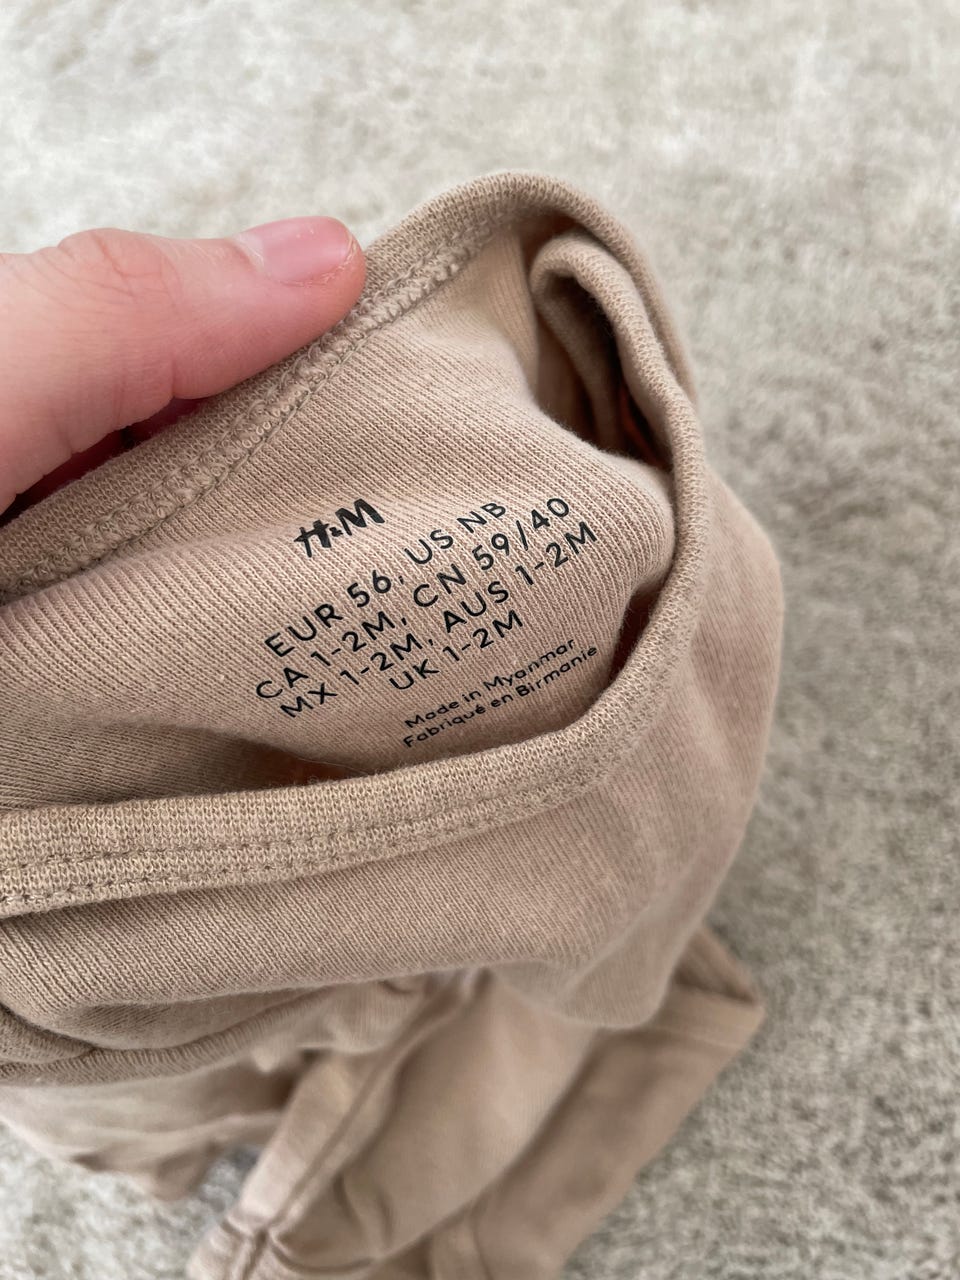 H&M
EUR 56, US NB
CA 1-2M, CN 59/40
MX 1-2M, AUS 1-2M
UK 1-2M
Made in Myanmar
Fabriqué en Birmanie